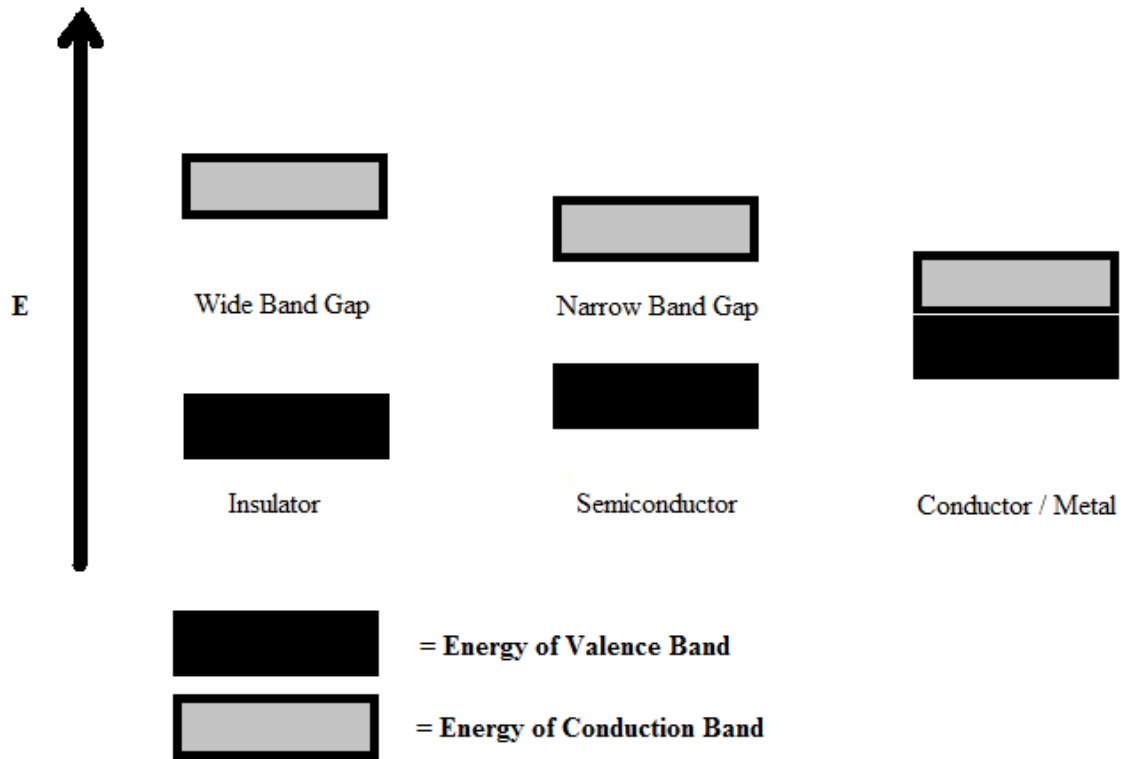 E
Wide Band Gap
Narrow Band Gap
Insulator
Semiconductor
Conductor / Metal
= Energy of Valence Band
= Energy of Conduction Band